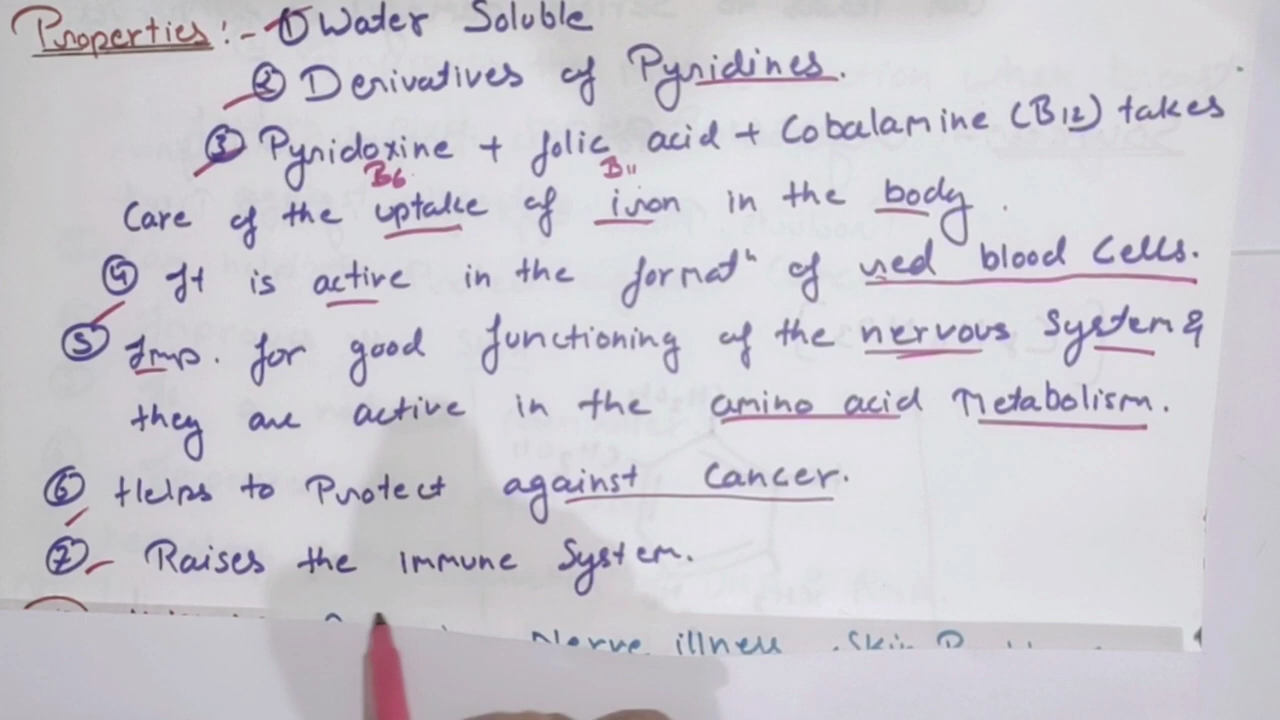 Properties :- ① Water Soluble
② Derivatives of Pyridines.
③ Pyridoxine + folic acid + Cobalamine (B12) takes
B6 B11
Care of the uptake of iron in the body.
④ It is active in the formatⁿ of red blood Cells.
⑤ Imp. for good functioning of the nervous System &
they are active in the amino acid Metabolism.
⑥ Helps to Protect against Cancer.
⑦ Raises the immune System.
Nerve illness